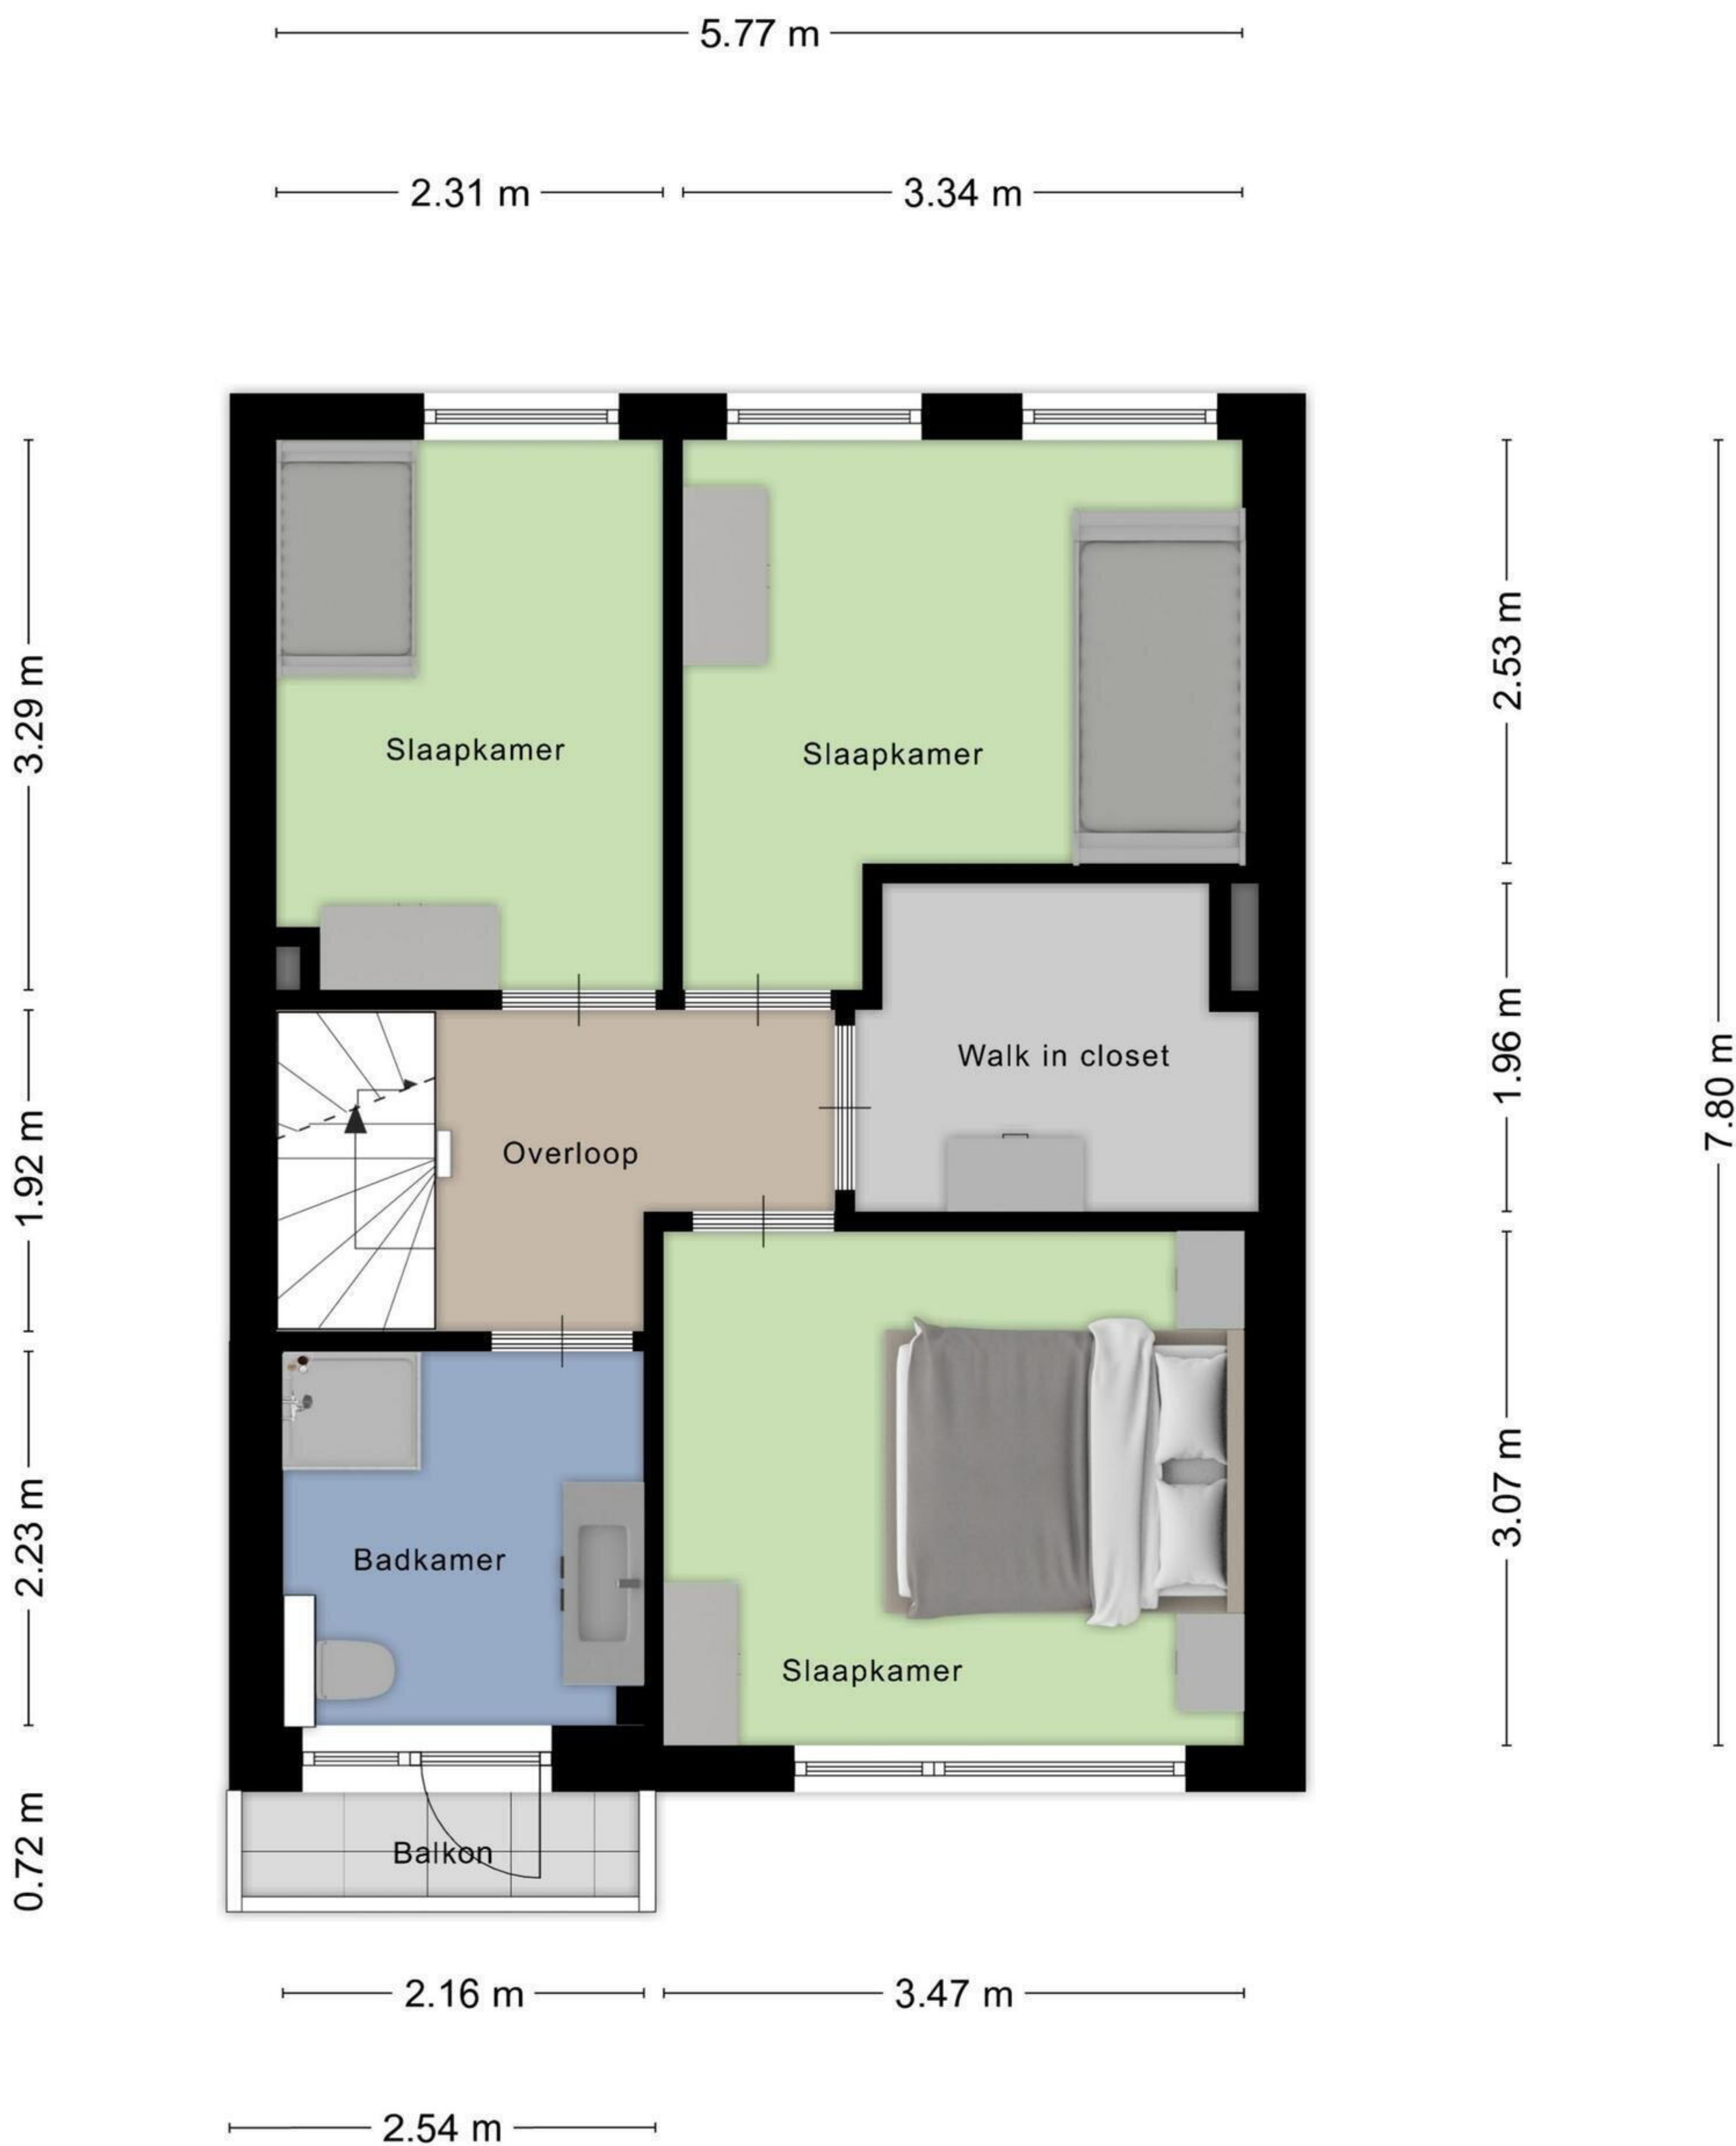 5.77 m
2.31 m
3.34 m
3.29 m
2.53 m
Slaapkamer
Slaapkamer
1.92 m
1.96 m
7.80 m
Walk in closet
Overloop
2.23 m
3.07 m
Badkamer
Slaapkamer
0.72 m
Balkon
2.16 m
3.47 m
2.54 m